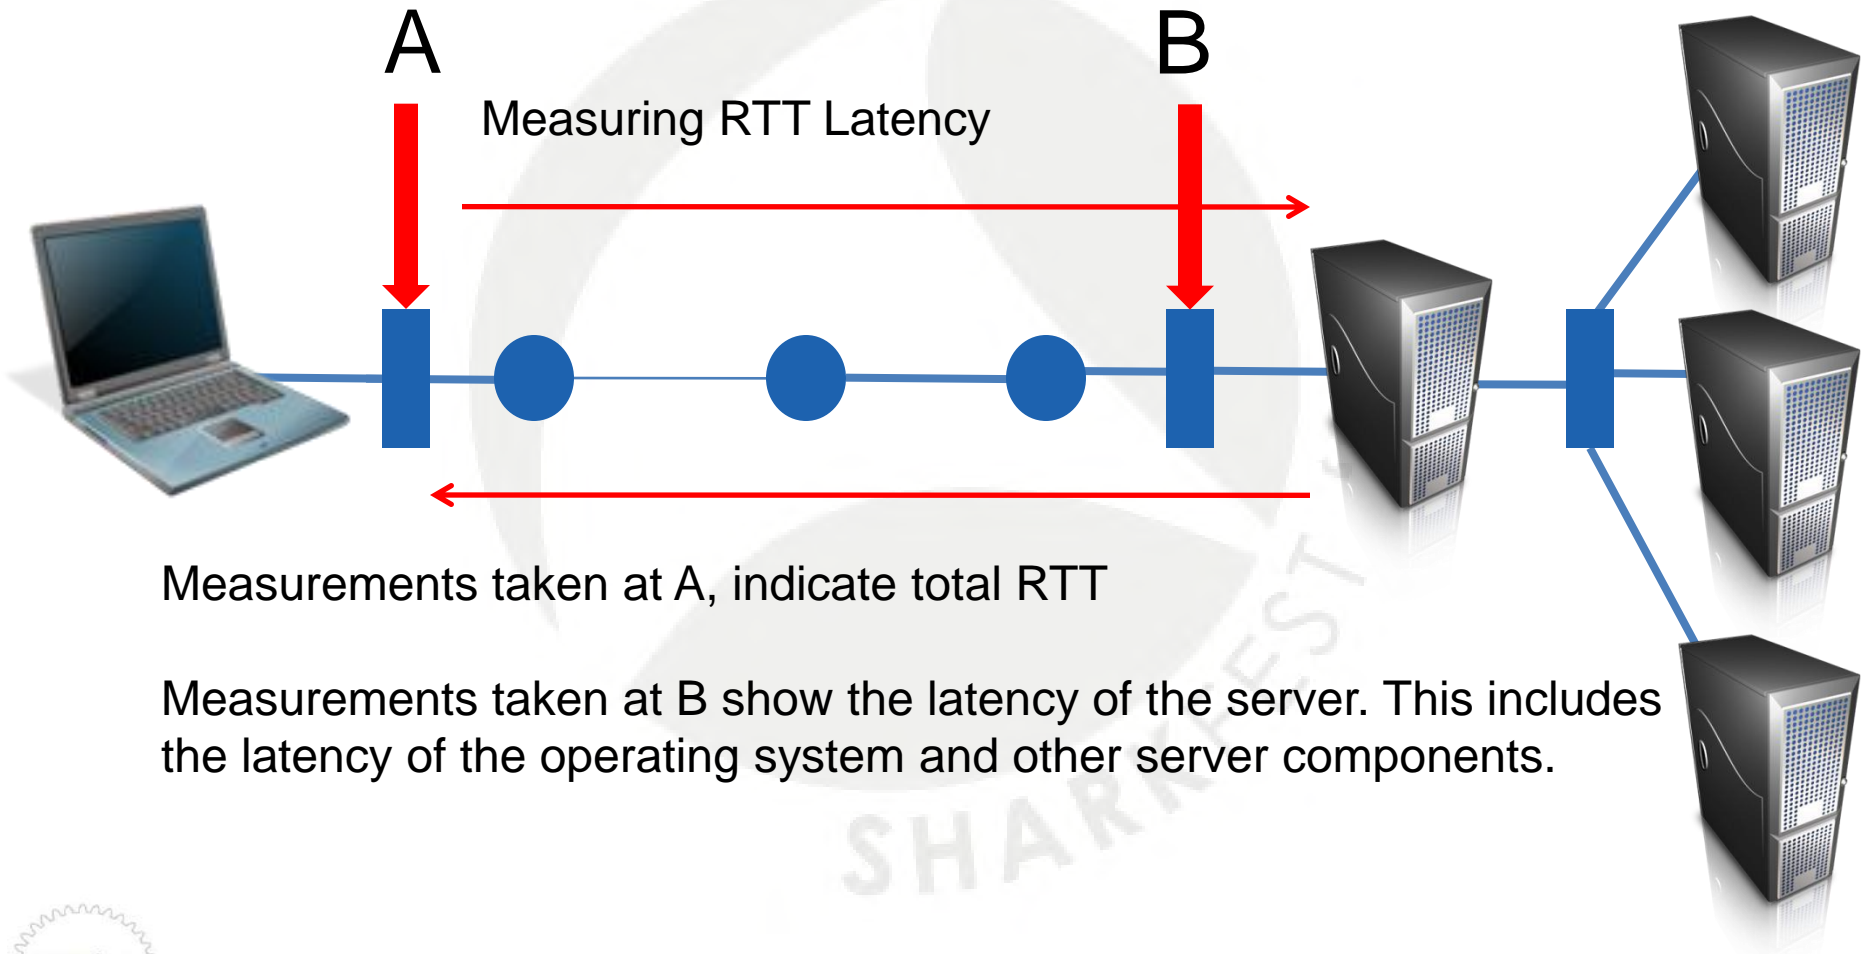 A
B
Measuring RTT Latency
Measurements taken at A, indicate total RTT
Measurements taken at B show the latency of the server. This includes
the latency of the operating system and other server components.
SHARKFEST